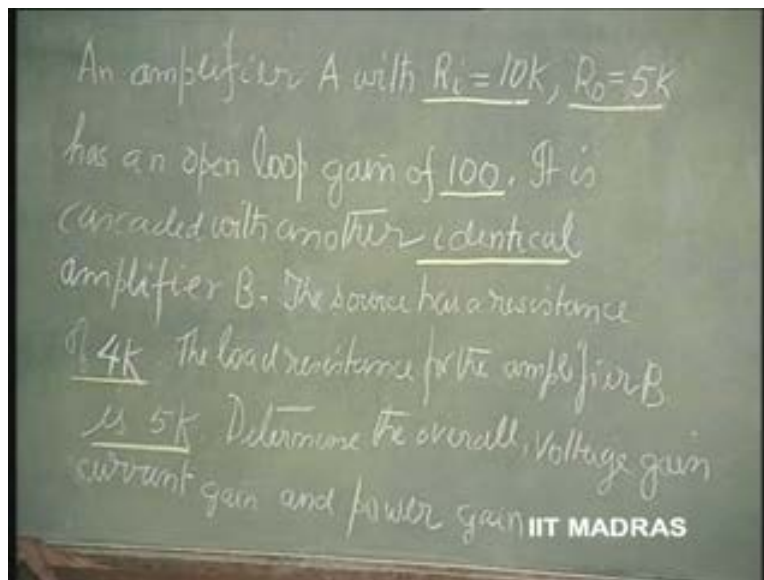 An amplifier A with Ri=10K, Ro=5K
has an open loop gain of 100. It is
cascaded with another identical
amplifier B. The source has a resistance
of 4K The load resistance for the amplifier B
is 5K. Determine the overall, voltage gain
current gain and power gain
IIT MADRAS